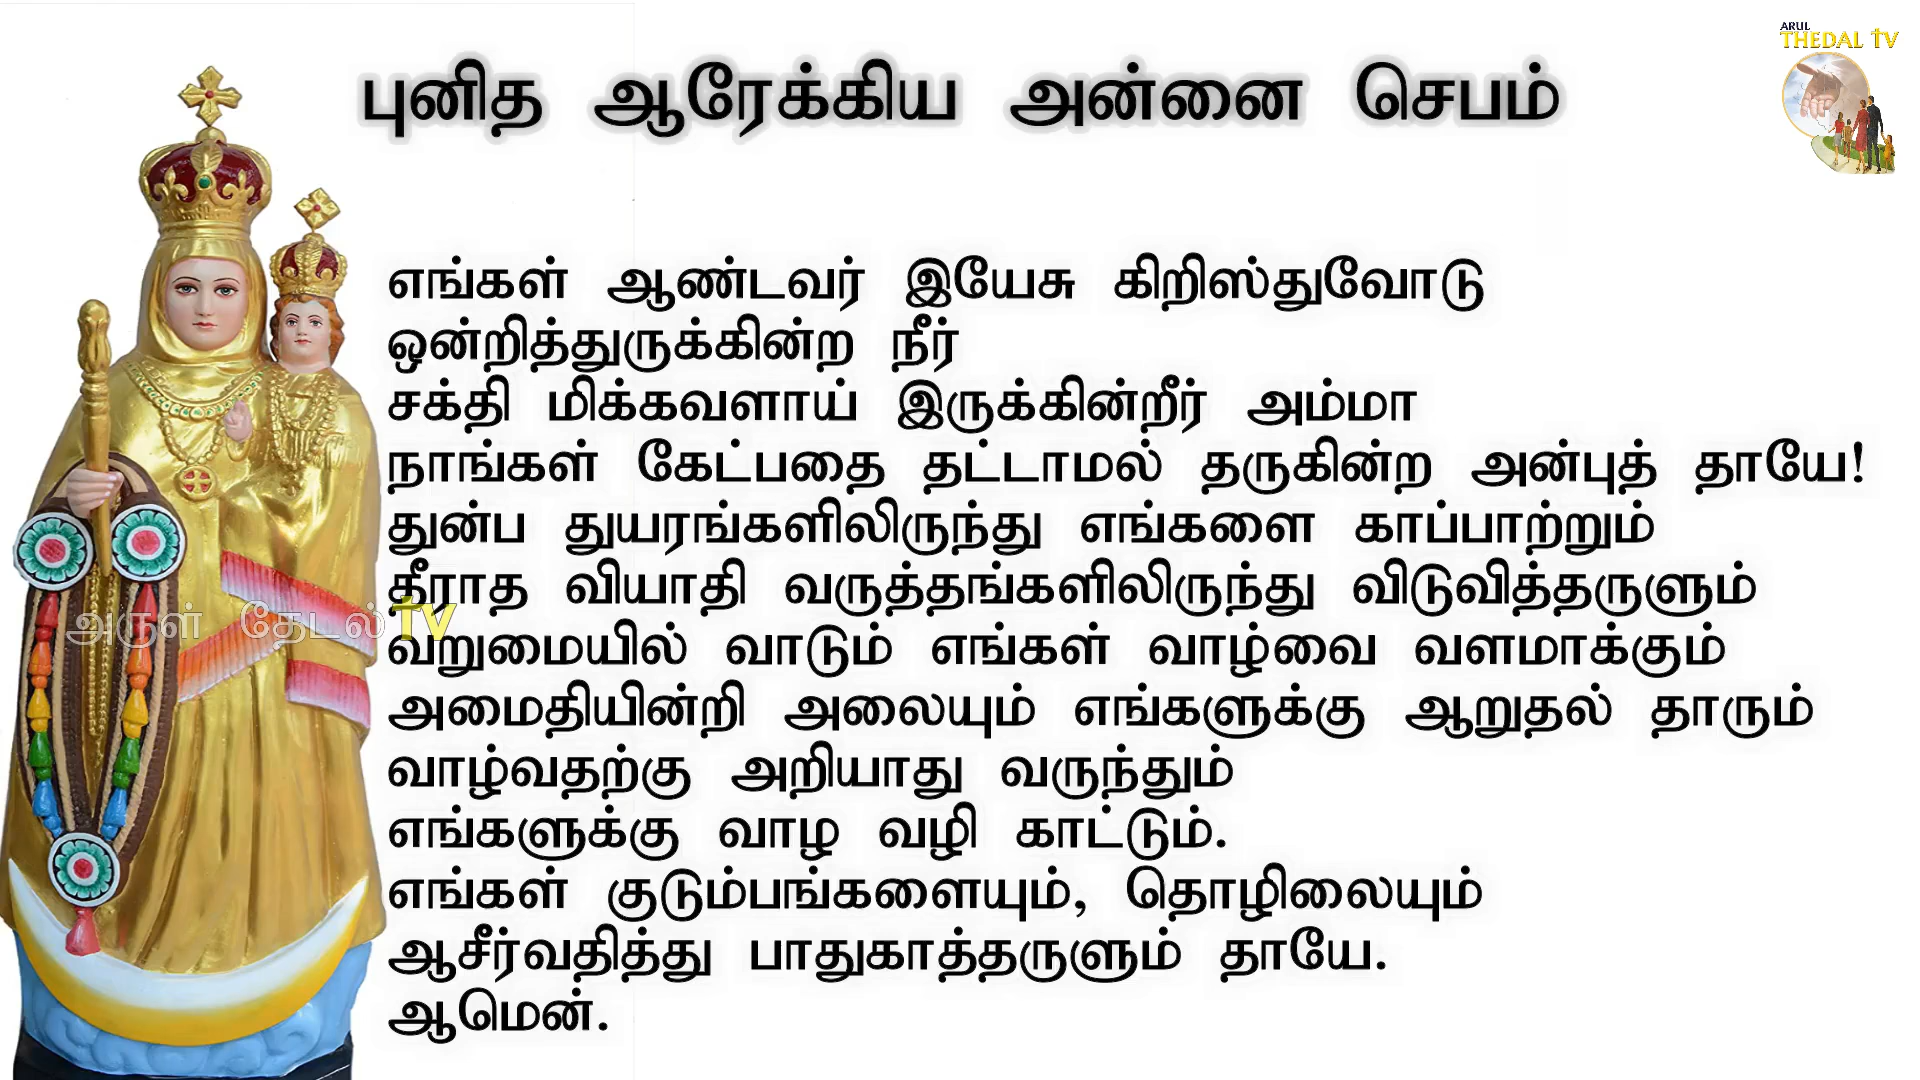 ARUL
THEDAL TV
புனித ஆரேக்கிய அன்னை செபம்
எங்கள் ஆண்டவர் இயேசு கிறிஸ்துவோடு
ஒன்றித்துருக்கின்ற நீர்
சக்தி மிக்கவளாய் இருக்கின்றீர் அம்மா
நாங்கள் கேட்பதை தட்டாமல் தருகின்ற அன்புத் தாயே!
துன்ப துயரங்களிலிருந்து எங்களை காப்பாற்றும்
தீராத வியாதி வருத்தங்களிலிருந்து விடுவித்தருளும்
அருள் தேடல் TV
வறுமையில் வாடும் எங்கள் வாழ்வை வளமாக்கும்
அமைதியின்றி அலையும் எங்களுக்கு ஆறுதல் தாரும்
வாழ்வதற்கு அறியாது வருந்தும்
எங்களுக்கு வாழ வழி காட்டும்.
எங்கள் குடும்பங்களையும், தொழிலையும்
ஆசீர்வதித்து பாதுகாத்தருளும் தாயே.
ஆமென்.